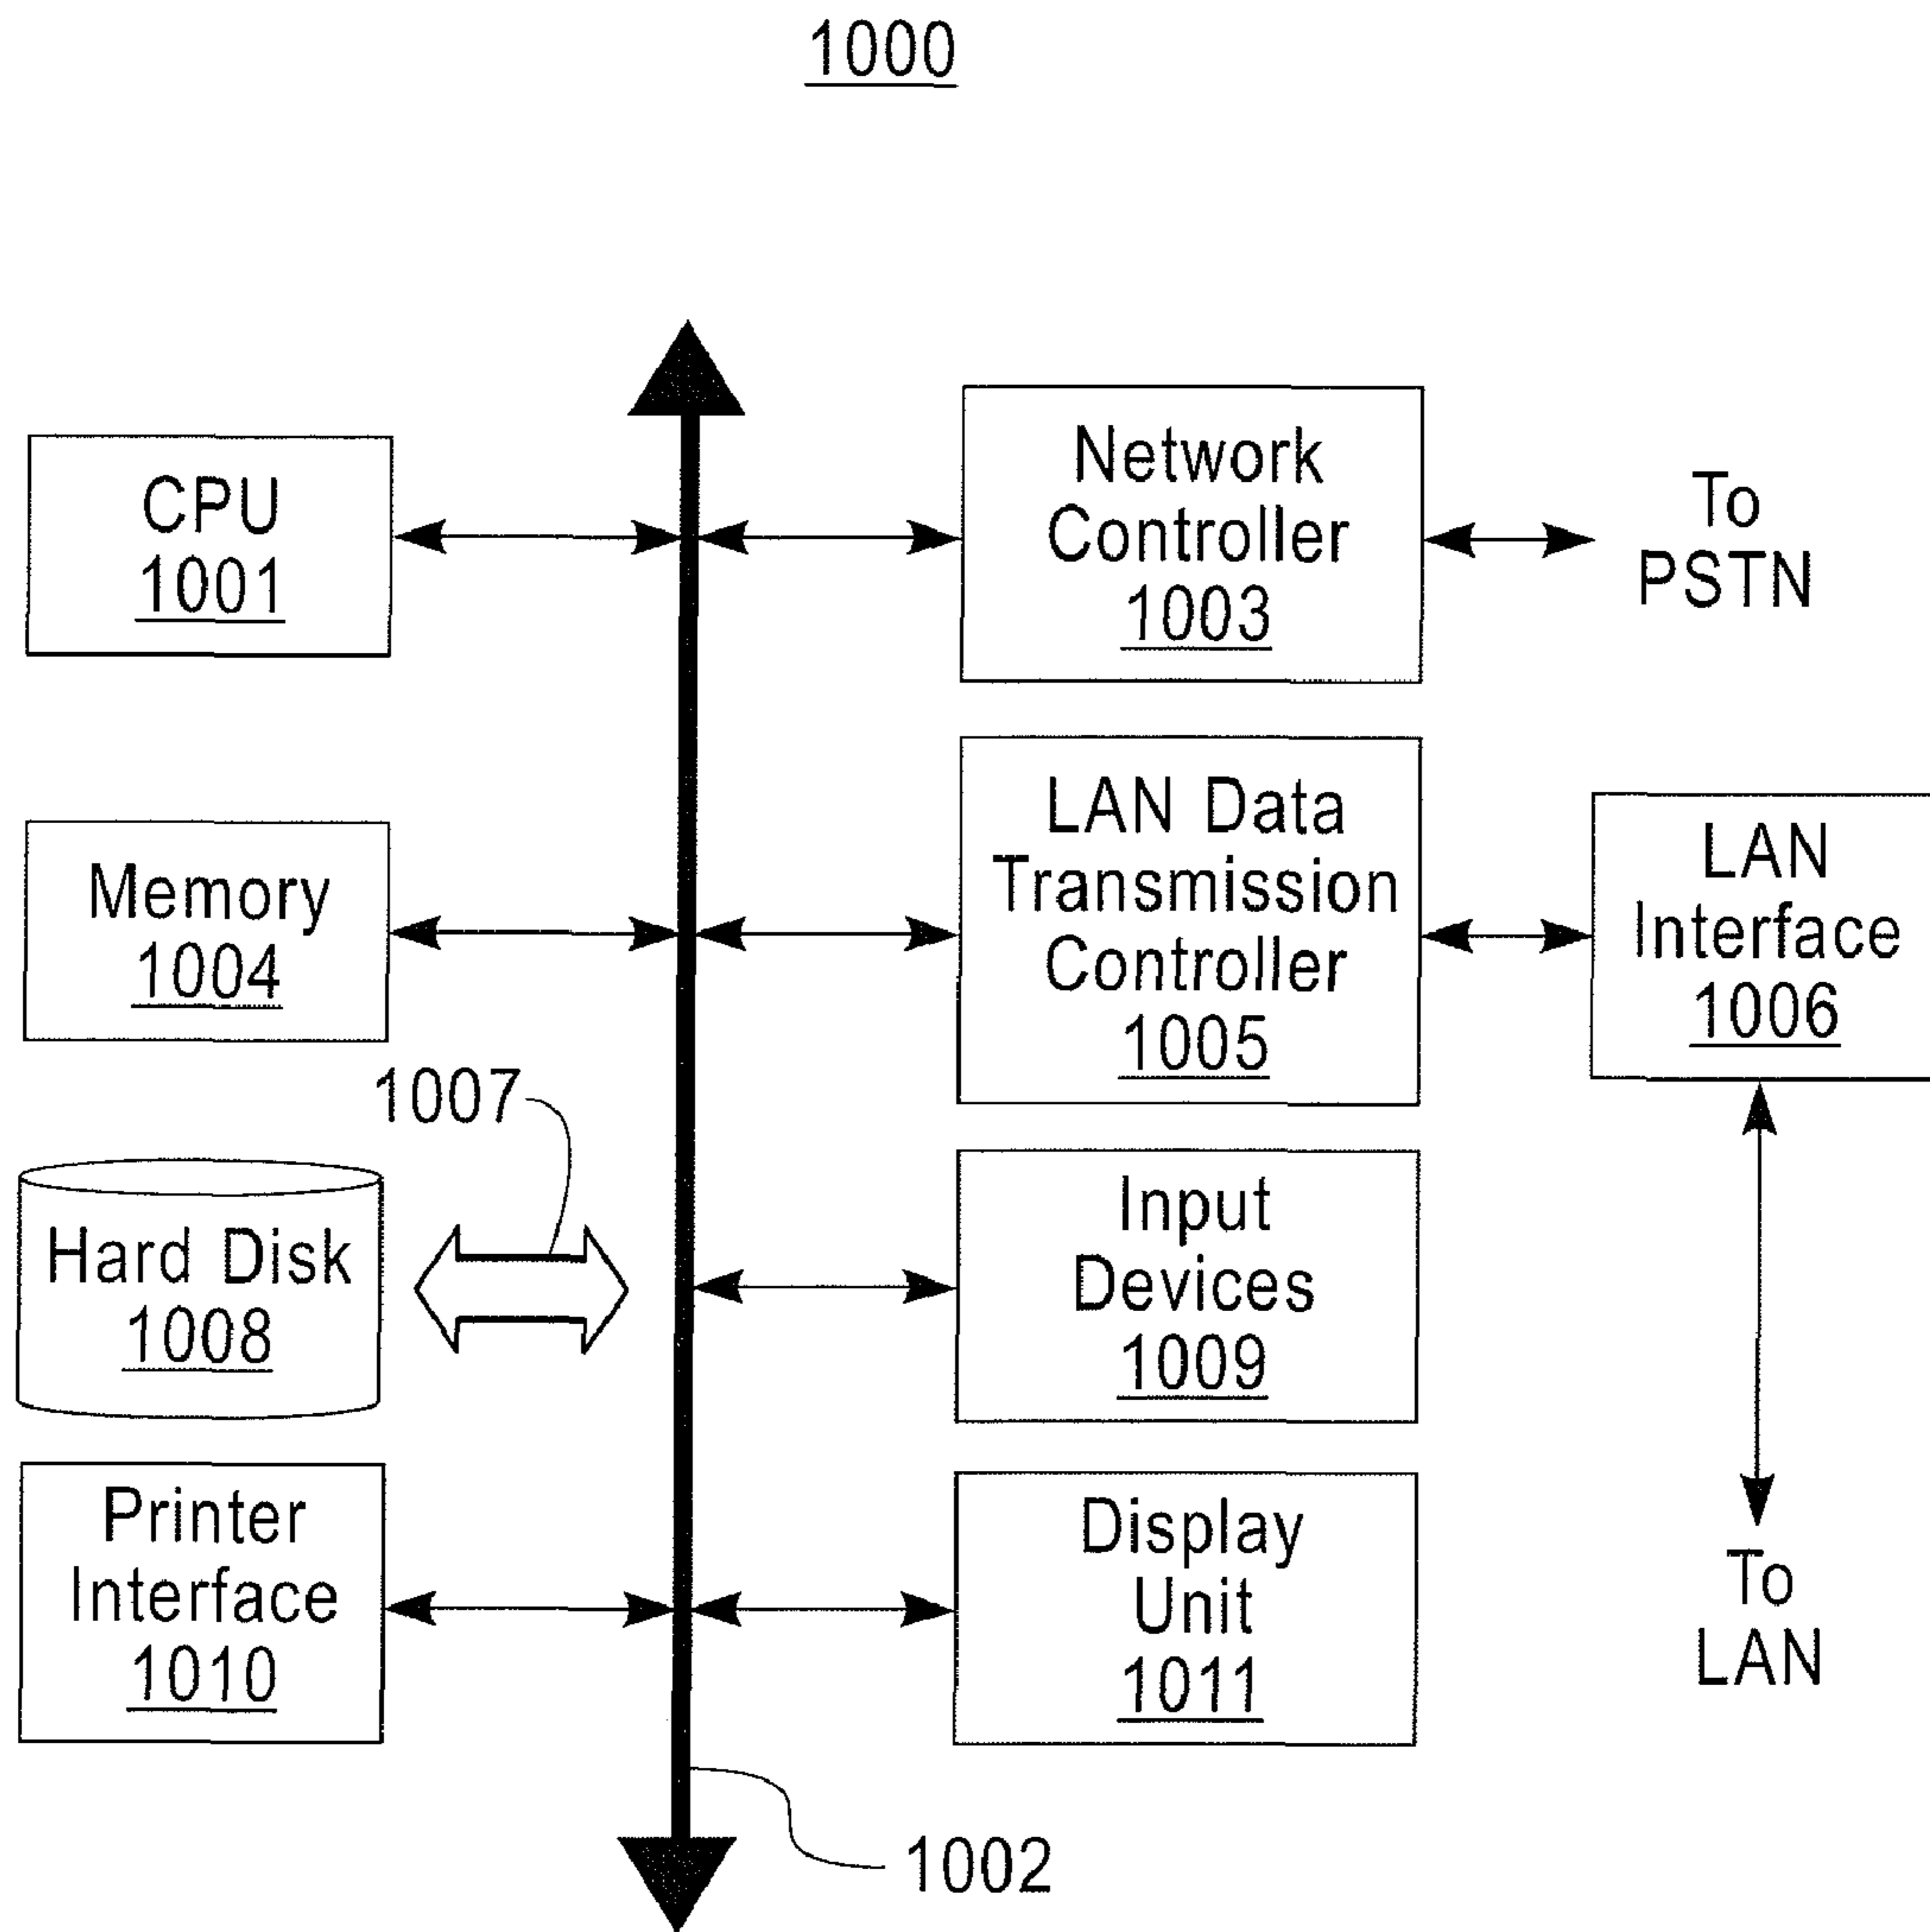 1000
CPU
1001
Network
Controller
1003
To
PSTN
Memory
1004
LAN Data
Transmission
Controller
1005
LAN
Interface
1006
1007
Hard Disk
1008
Input
Devices
1009
Printer
Interface
1010
Display
Unit
1011
To
LAN
1002